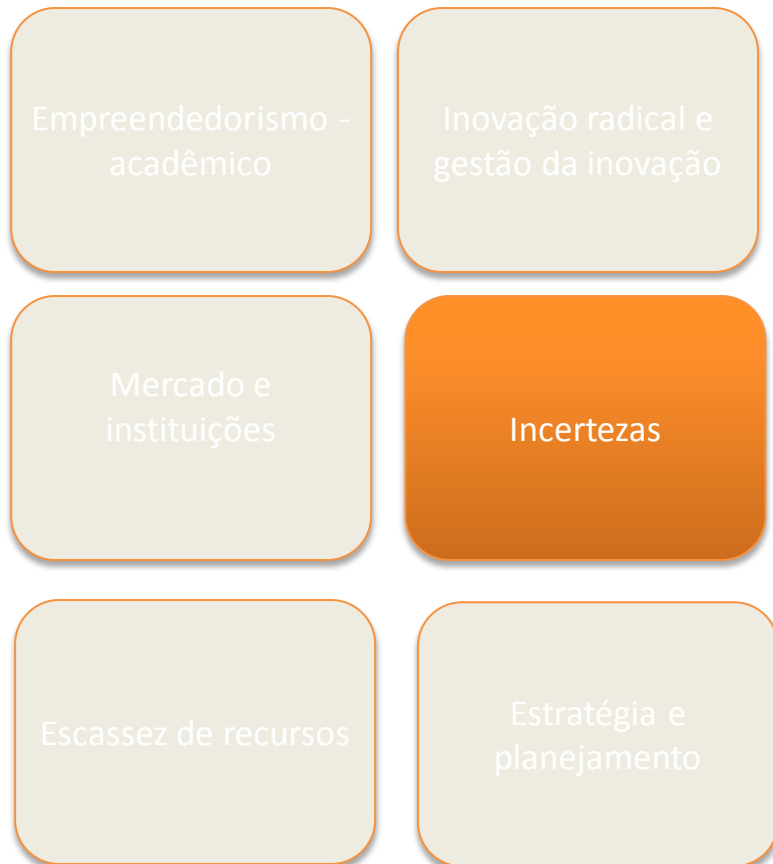 Empreendedorismo -
acadêmico
Inovação radical e
gestão da inovação
Mercado e
instituições
Incertezas
Escassez de recursos
Estratégia e
planejamento